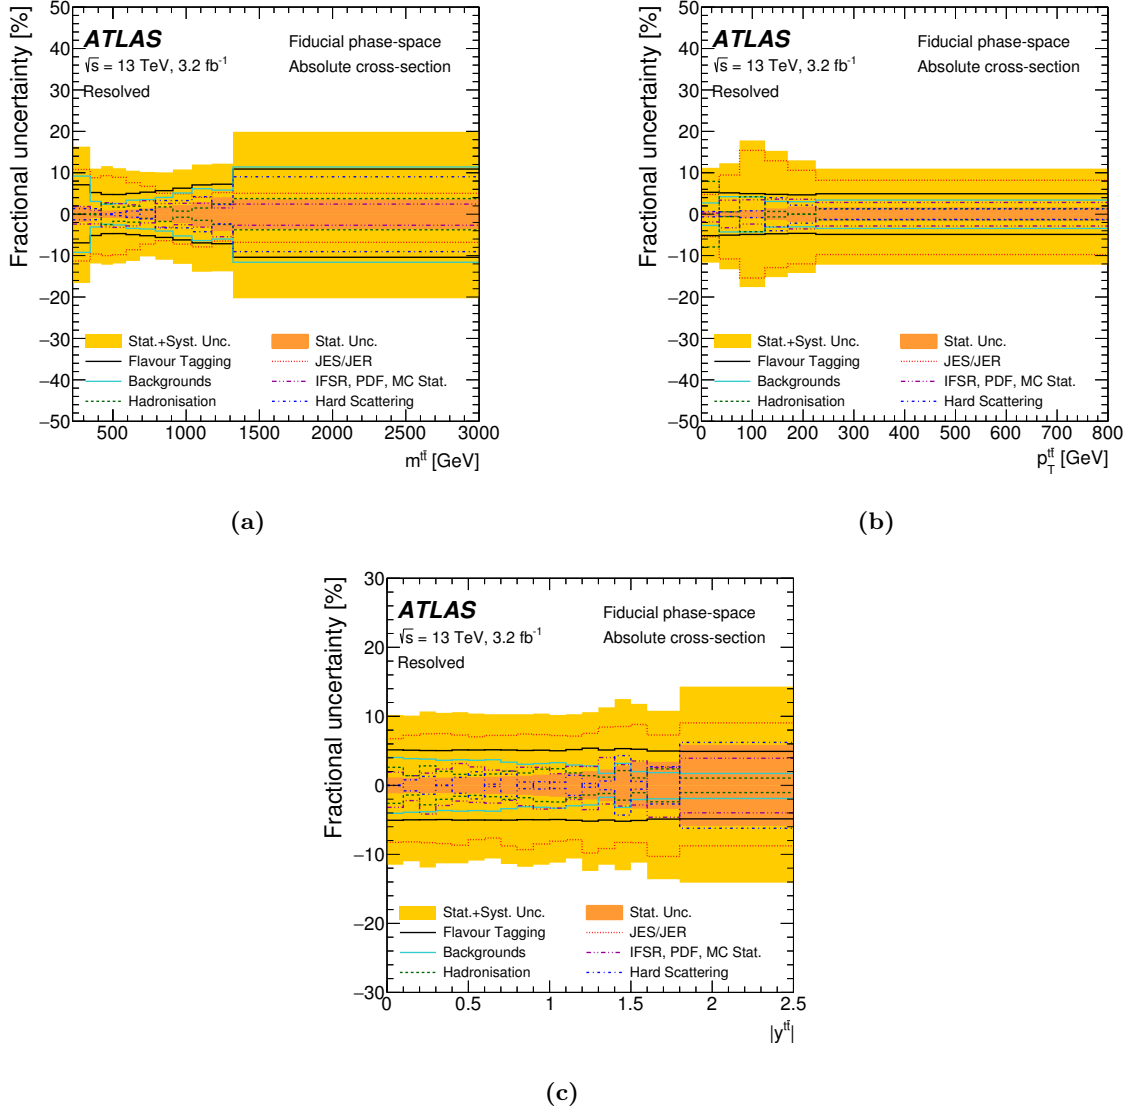 Fractional uncertainty [%]
50
40
30
20
10
0
−10
−20
−30
−40
−50
ATLAS
Fiducial phase-space
√s = 13 TeV, 3.2 fb⁻¹
Absolute cross-section
Resolved
Stat.+Syst. Unc.
Stat. Unc.
Flavour Tagging
JES/JER
Backgrounds
IFSR, PDF, MC Stat.
Hadronisation
Hard Scattering
500 1000 1500 2000 2500 3000
m^tt̄ [GeV]
(a)
Fractional uncertainty [%]
50
40
30
20
10
0
−10
−20
−30
−40
−50
ATLAS
Fiducial phase-space
√s = 13 TeV, 3.2 fb⁻¹
Absolute cross-section
Resolved
Stat.+Syst. Unc.
Stat. Unc.
Flavour Tagging
JES/JER
Backgrounds
IFSR, PDF, MC Stat.
Hadronisation
Hard Scattering
0 100 200 300 400 500 600 700 800
p_T^tt̄ [GeV]
(b)
Fractional uncertainty [%]
30
20
10
0
−10
−20
−30
ATLAS
Fiducial phase-space
√s = 13 TeV, 3.2 fb⁻¹
Absolute cross-section
Resolved
Stat.+Syst. Unc.
Stat. Unc.
Flavour Tagging
JES/JER
Backgrounds
IFSR, PDF, MC Stat.
Hadronisation
Hard Scattering
0 0.5 1 1.5 2 2.5
|y^tt̄|
(c)